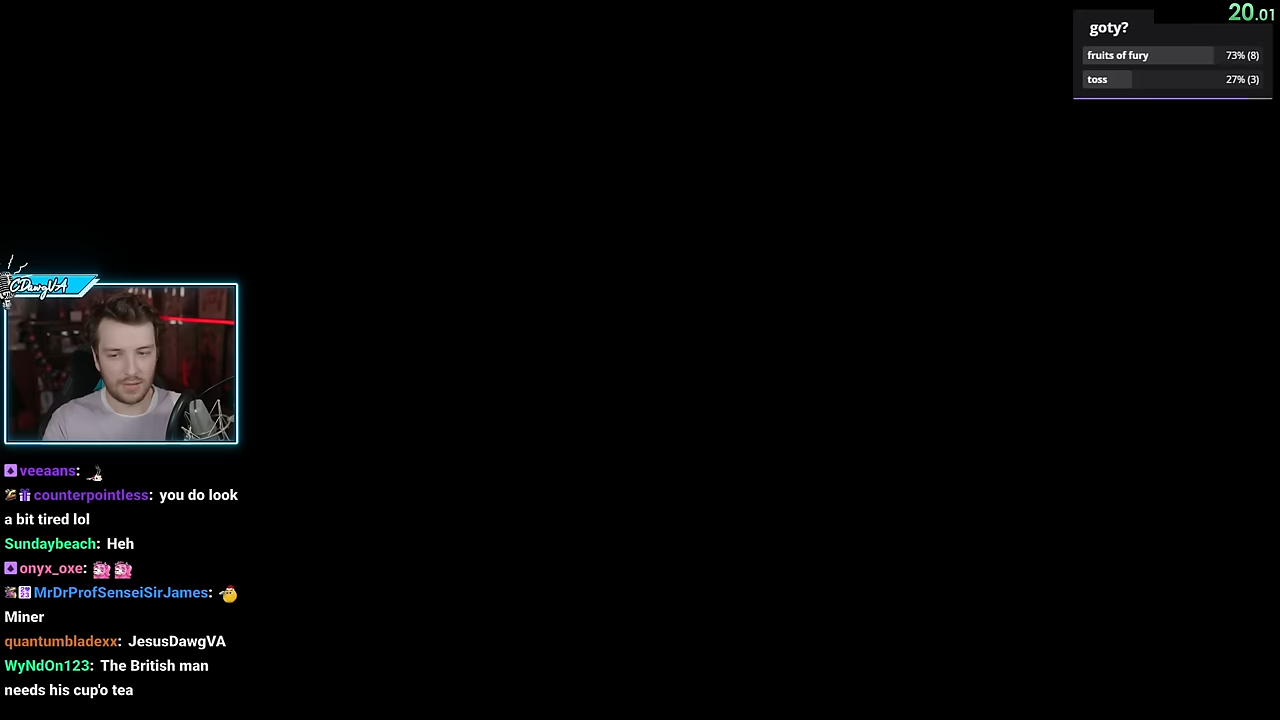 20.01
goty?
fruits of fury 73% (8)
toss 27% (3)
CDawgVA
veeaans:
counterpointless: you do look
a bit tired lol
Sundaybeach: Heh
onyx_oxe:
MrDrProfSenseiSirJames:
Miner
quantumbladexx: JesusDawgVA
WyNdOn123: The British man
needs his cup'o tea